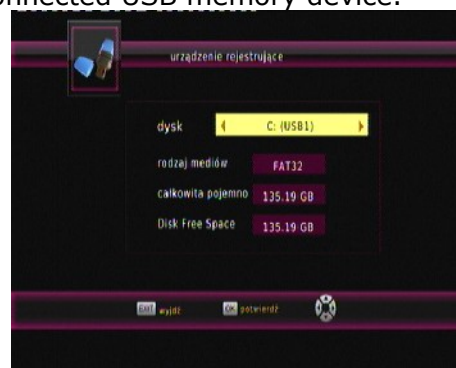 nnected USB memory device.
urządzenie rejestrujące
dysk C: (USB1)
rodzaj mediów FAT32
całkowita pojemno 135.19 GB
Disk Free Space 135.19 GB
EXIT wyjdź OK potwierdź